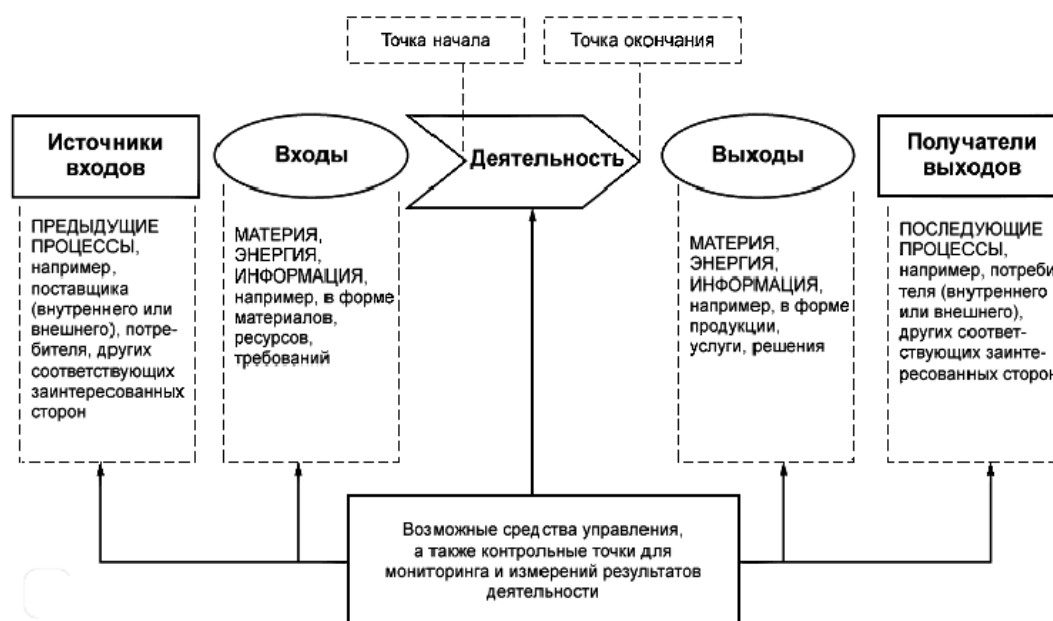 Точка начала
Точка окончания
Источники
входов
Входы
Деятельность
Выходы
Получатели
выходов
ПРЕДЫДУЩИЕ
ПРОЦЕССЫ,
например,
поставщика
(внутреннего или
внешнего), потре-
бителя, других
соответствующих
заинтересованных
сторон
МАТЕРИЯ,
ЭНЕРГИЯ,
ИНФОРМАЦИЯ,
например, в форме
материалов,
ресурсов,
требований
МАТЕРИЯ,
ЭНЕРГИЯ,
ИНФОРМАЦИЯ,
например, в форме
продукции,
услуги, решения
ПОСЛЕДУЮЩИЕ
ПРОЦЕССЫ,
например, потреби
теля (внутреннего
или внешнего),
других соответ-
ствующих заинте-
ресованных сторон
Возможные средства управления,
а также контрольные точки для
мониторинга и измерений результатов
деятельности